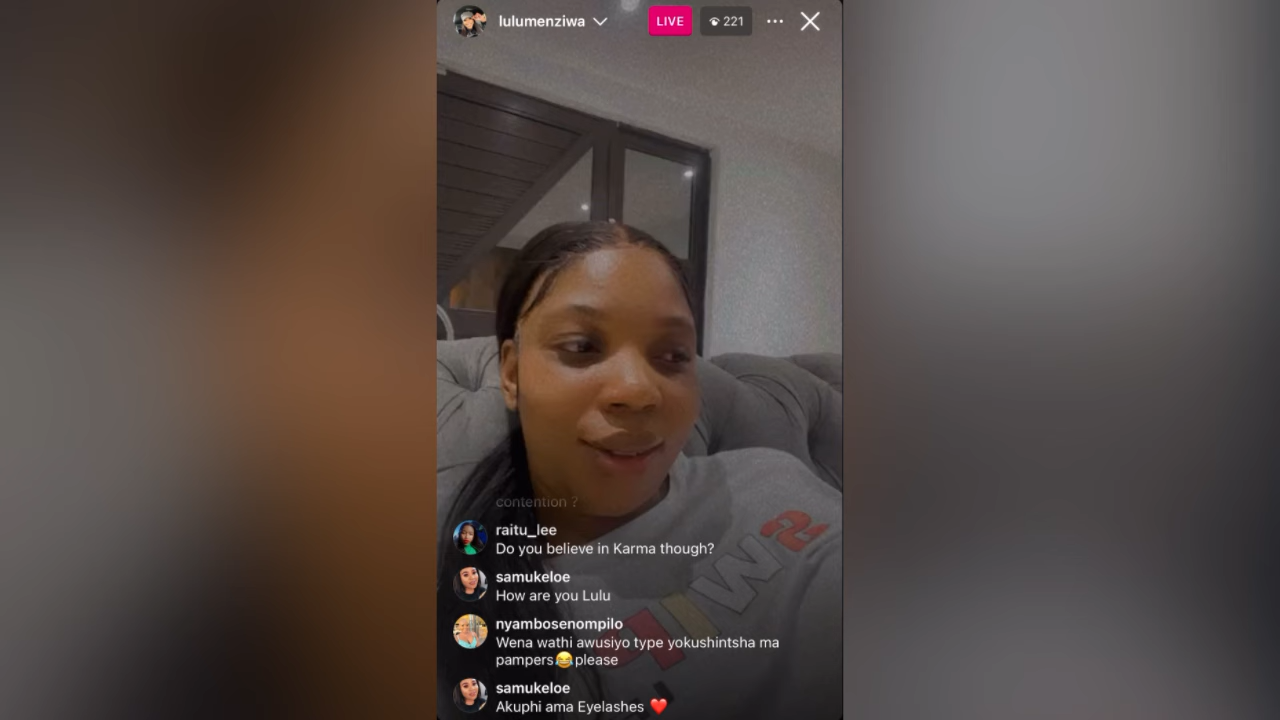 lulumenziwa
LIVE
221
contention ?
raitu_lee
Do you believe in Karma though?
samukeloe
How are you Lulu
nyambosenompilo
Wena wathi awusiyo type yokushintsha ma
pampers😂please
samukeloe
Akuphi ama Eyelashes ❤️